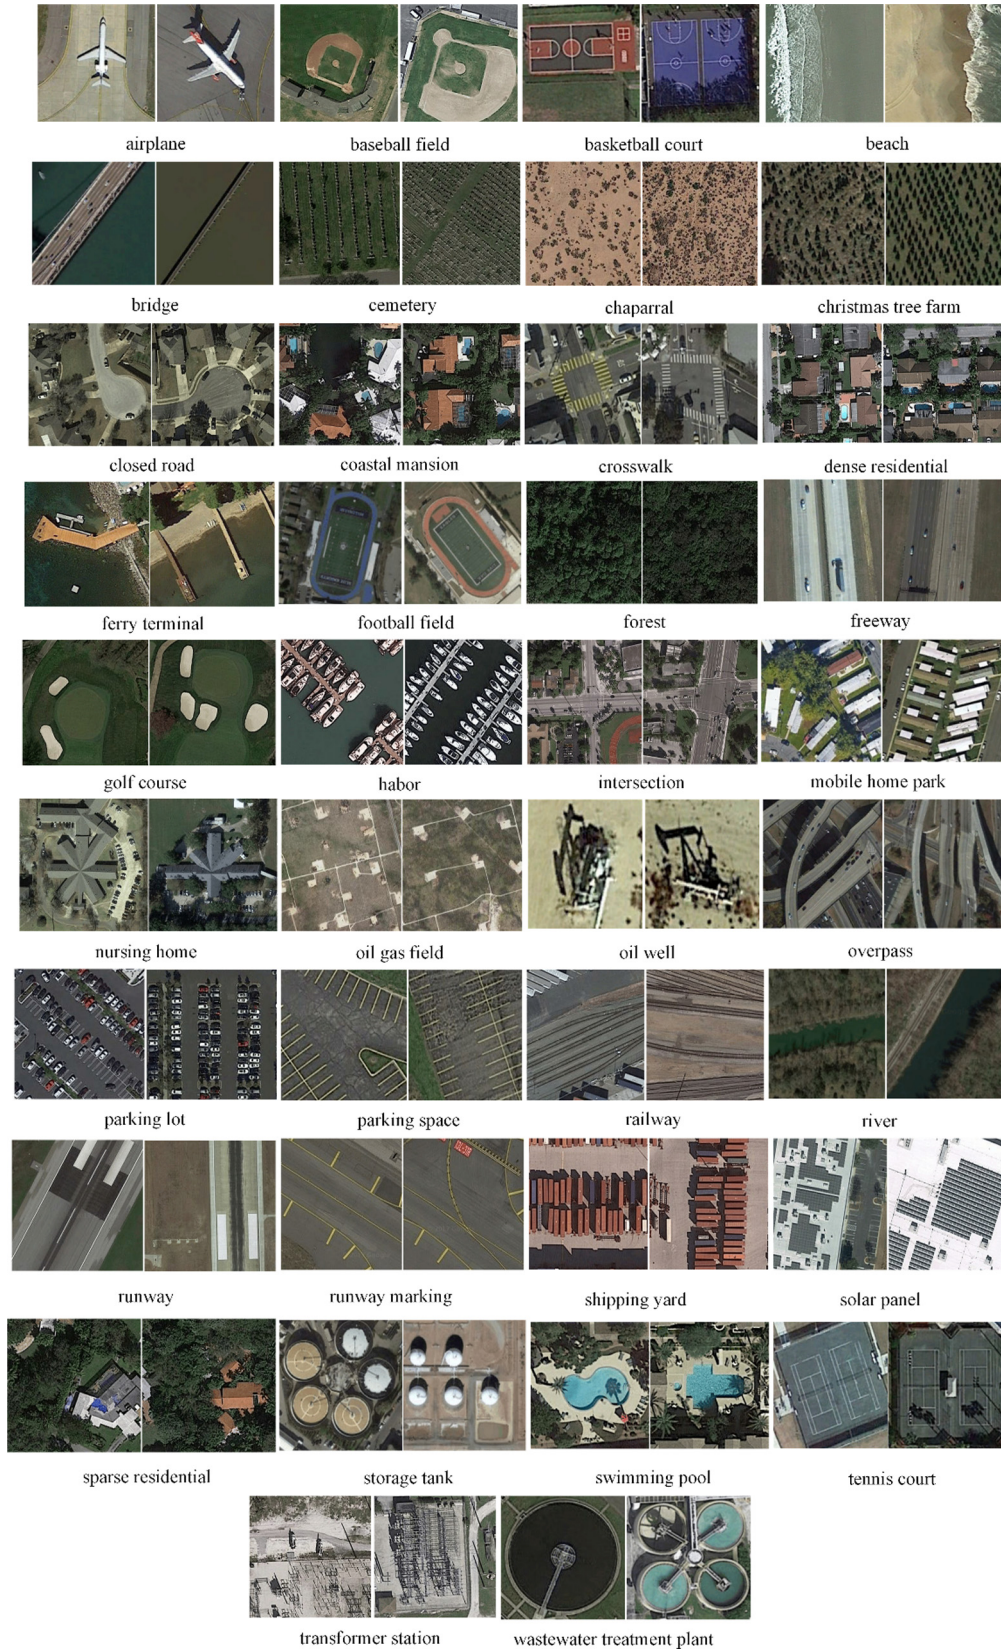 airplane
baseball field
basketball court
beach
bridge
cemetery
chaparral
christmas tree farm
closed road
coastal mansion
crosswalk
dense residential
ferry terminal
football field
forest
freeway
golf course
habor
intersection
mobile home park
nursing home
oil gas field
oil well
overpass
parking lot
parking space
railway
river
runway
runway marking
shipping yard
solar panel
sparse residential
storage tank
swimming pool
tennis court
transformer station
wastewater treatment plant